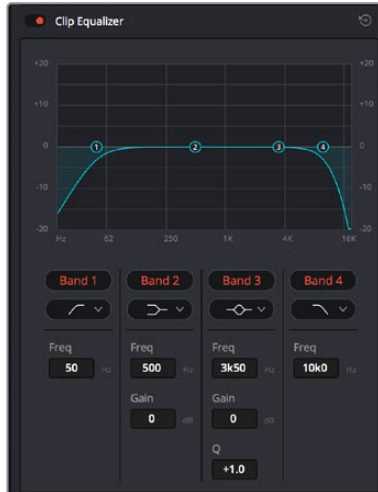 Clip Equalizer
+20 +20
+10 +10
0 0
-10 -10
-20 -20
Hz 62 250 1K 4K 16K
1 2 3 4
Band 1 Band 2 Band 3 Band 4
Freq Freq Freq Freq
50 Hz 500 Hz 3k50 Hz 10k0 Hz
Gain Gain
0 dB 0 dB
Q
+1.0